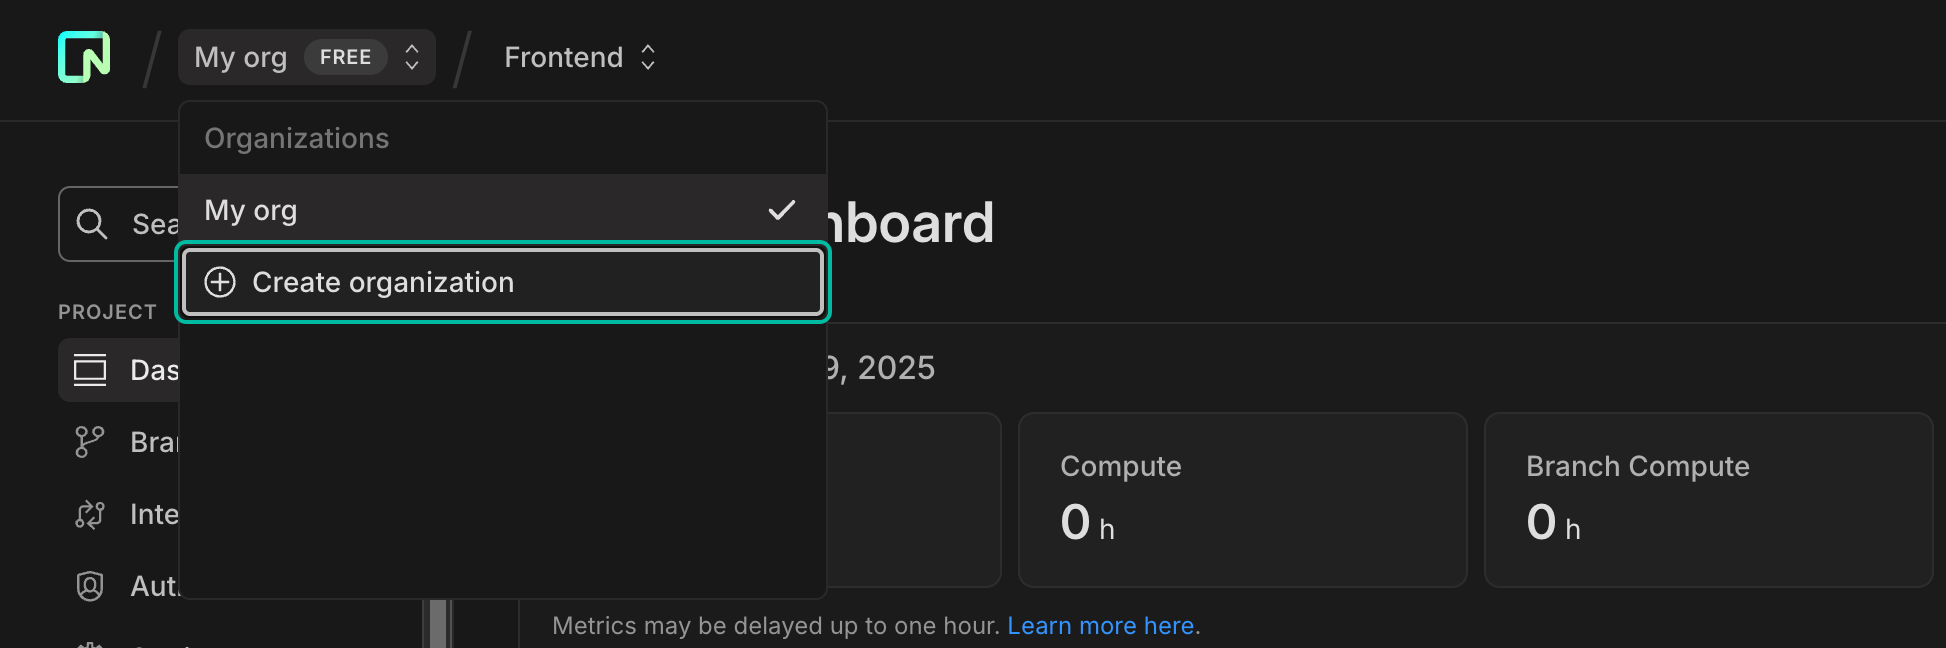 My org FREE
Frontend
Organizations
My org
Create organization
Sea
nboard
PROJECT
Das
9, 2025
Bra
Inte
Aut
Compute
0 h
Branch Compute
0 h
Metrics may be delayed up to one hour. Learn more here.